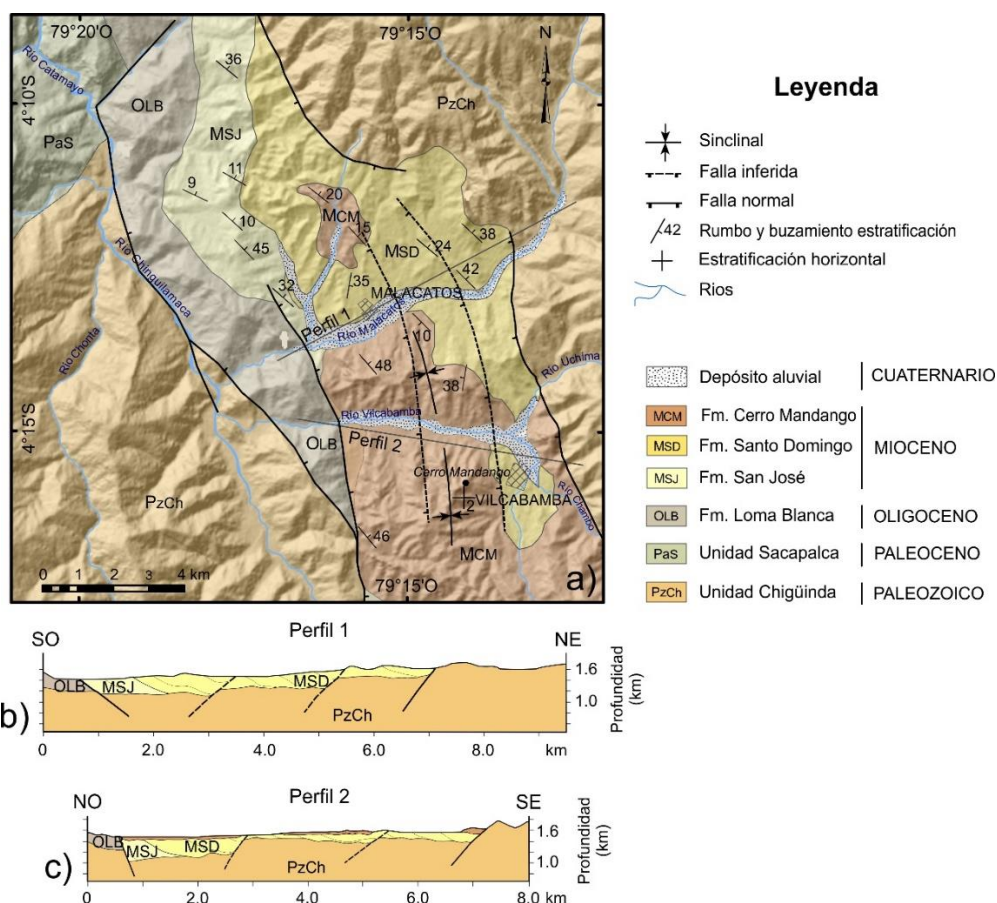 79°20'O
79°15'O
N
Río Catamayo
36
4°10'S
OLB
PzCh
MSJ
PaS
11
9
20
MCM
10
15
38
MSD
24
45
42
35
32
MALACATOS
Perfil 1
Río Malacatos
Río Chinguilamaca
Río Chonta
10
48
38
Río Uchima
4°15'S
Río Vilcabamba
OLB
Perfil 2
Cerro Mandango
PzCh
VILCABAMBA
2
Río Chambo
46
MCM
79°15'O
0 1 2 4 km
a)
Leyenda
Sinclinal
Falla inferida
Falla normal
42 Rumbo y buzamiento estratificación
Estratificación horizontal
Rios
Depósito aluvial CUATERNARIO
MCM Fm. Cerro Mandango
MSD Fm. Santo Domingo MIOCENO
MSJ Fm. San José
OLB Fm. Loma Blanca OLIGOCENO
PaS Unidad Sacapalca PALEOCENO
PzCh Unidad Chigüinda PALEOZOICO
SO Perfil 1 NE
OLB MSJ MSD
PzCh
1.6
1.0
Profundidad
(km)
b)
0 2.0 4.0 6.0 8.0 km
NO Perfil 2 SE
OLB MSJ MSD
PzCh
1.6
1.0
Profundidad
(km)
c)
0 2.0 4.0 6.0 8.0 km